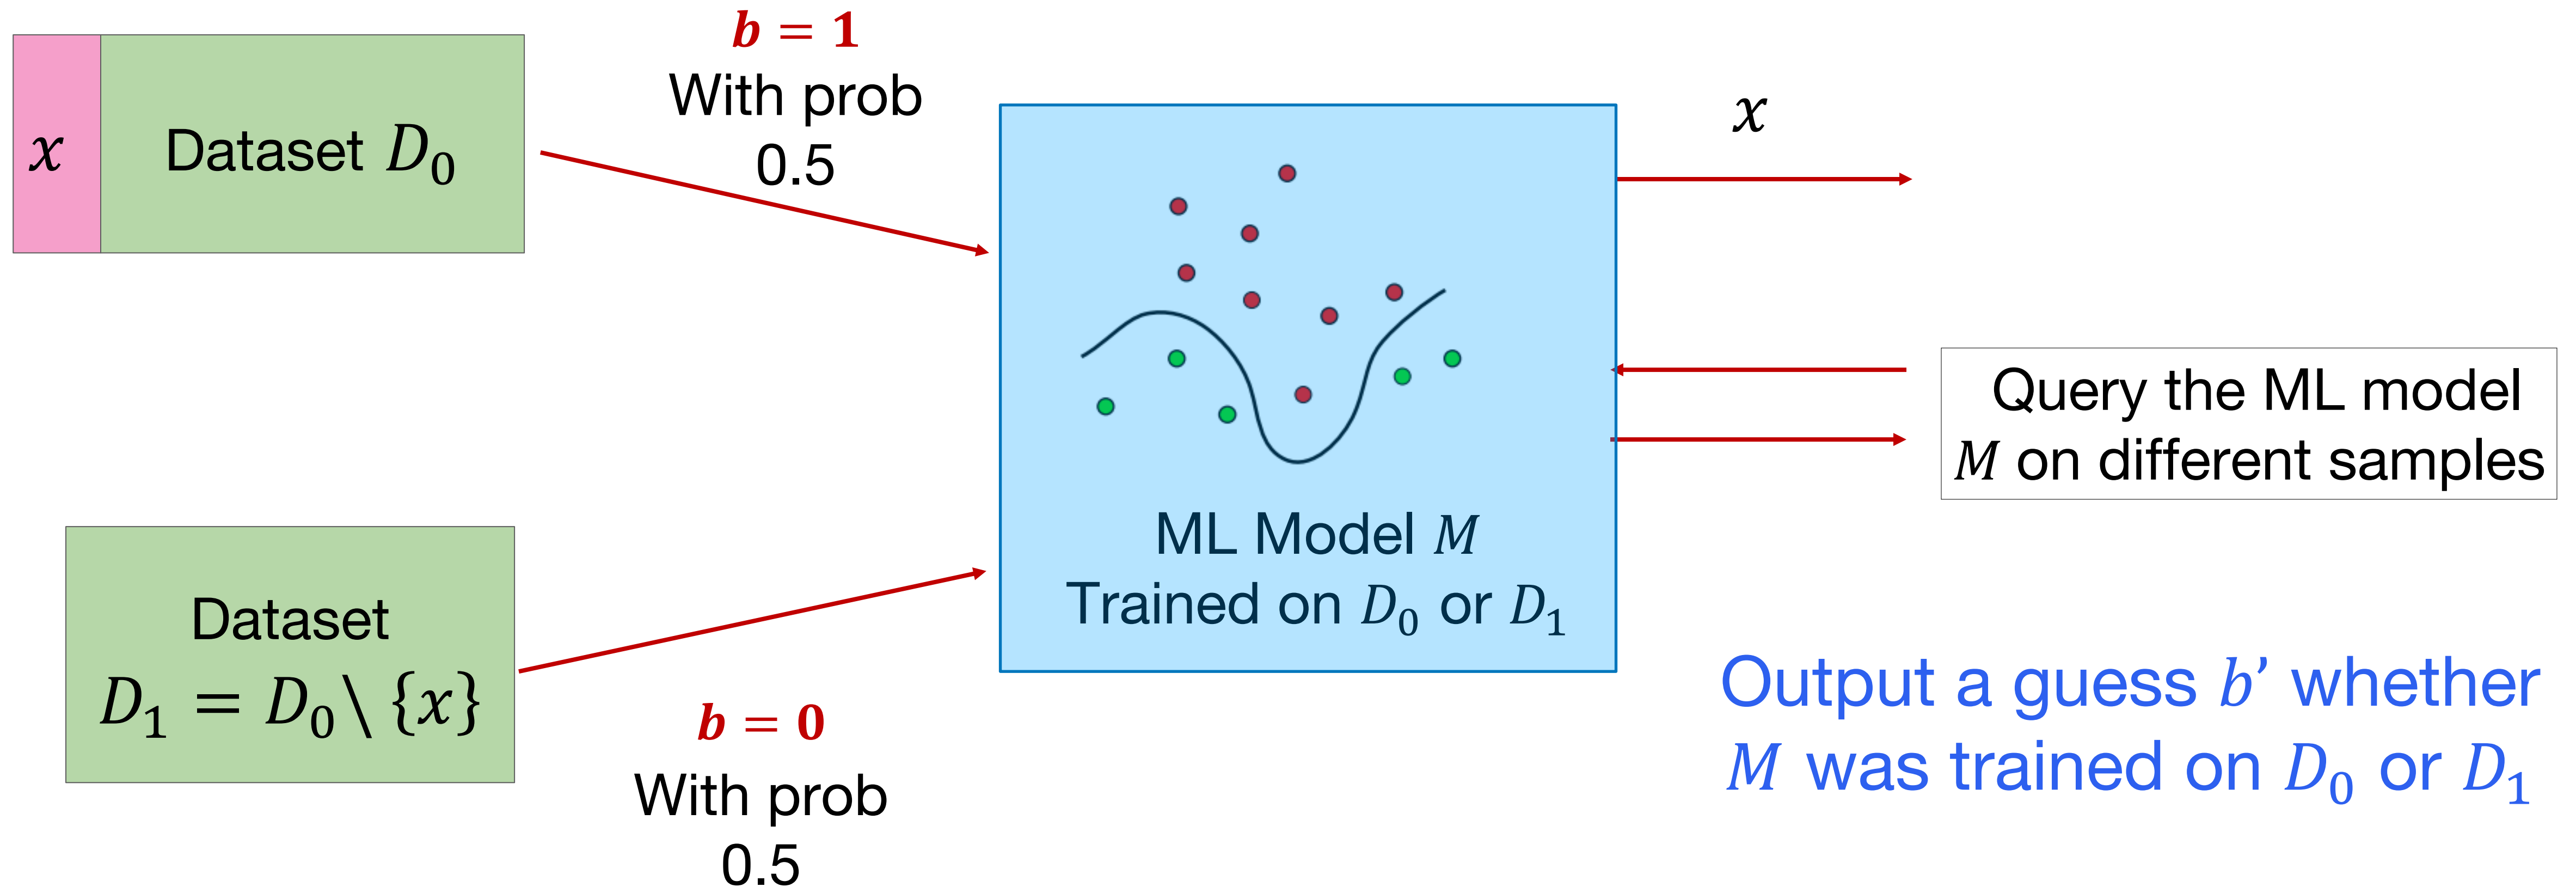 b = 1
With prob
0.5
x
Dataset D₀
x
ML Model M
Trained on D₀ or D₁
Query the ML model
M on different samples
Dataset
D₁ = D₀\ {x}
b = 0
With prob
0.5
Output a guess b’ whether
M was trained on D₀ or D₁